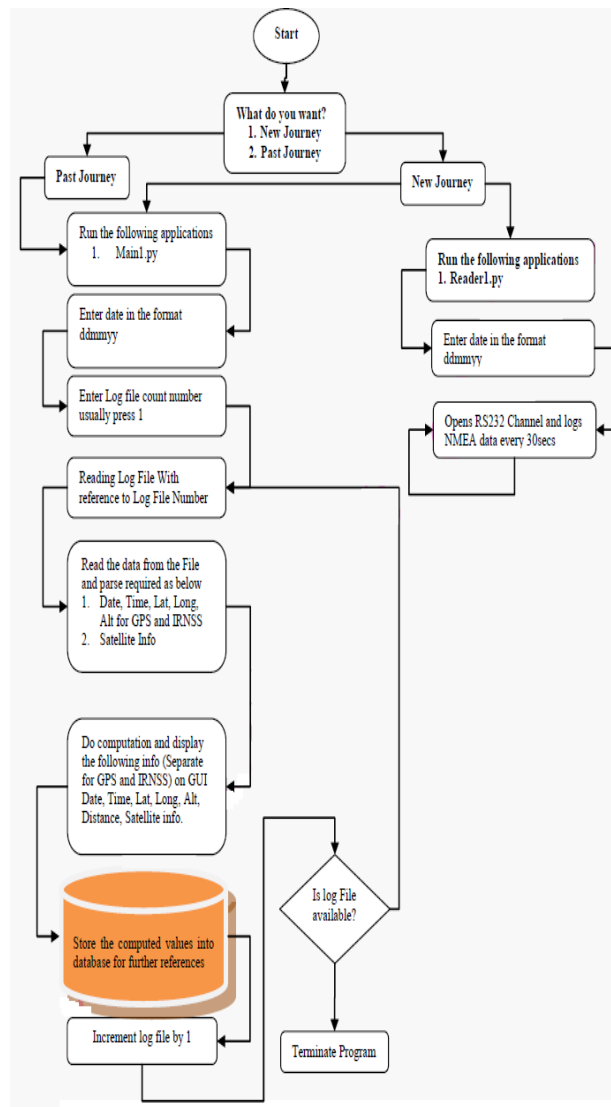 Start
What do you want?
1. New Journey
2. Past Journey
Past Journey
New Journey
Run the following applications
1. Main1.py
Run the following applications
1. Reader1.py
Enter date in the format
ddmmyy
Enter date in the format
ddmmyy
Enter Log file count number
usually press 1
Opens RS232 Channel and logs
NMEA data every 30secs
Reading Log File With
reference to Log File Number
Read the data from the File
and parse required as below
1. Date, Time, Lat, Long,
Alt for GPS and IRNSS
2. Satellite Info
Do computation and display
the following info (Separate
for GPS and IRNSS) on GUI
Date, Time, Lat, Long, Alt,
Distance, Satellite info.
Is log File
available?
Store the computed values into
database for further references
Increment log file by 1
Terminate Program